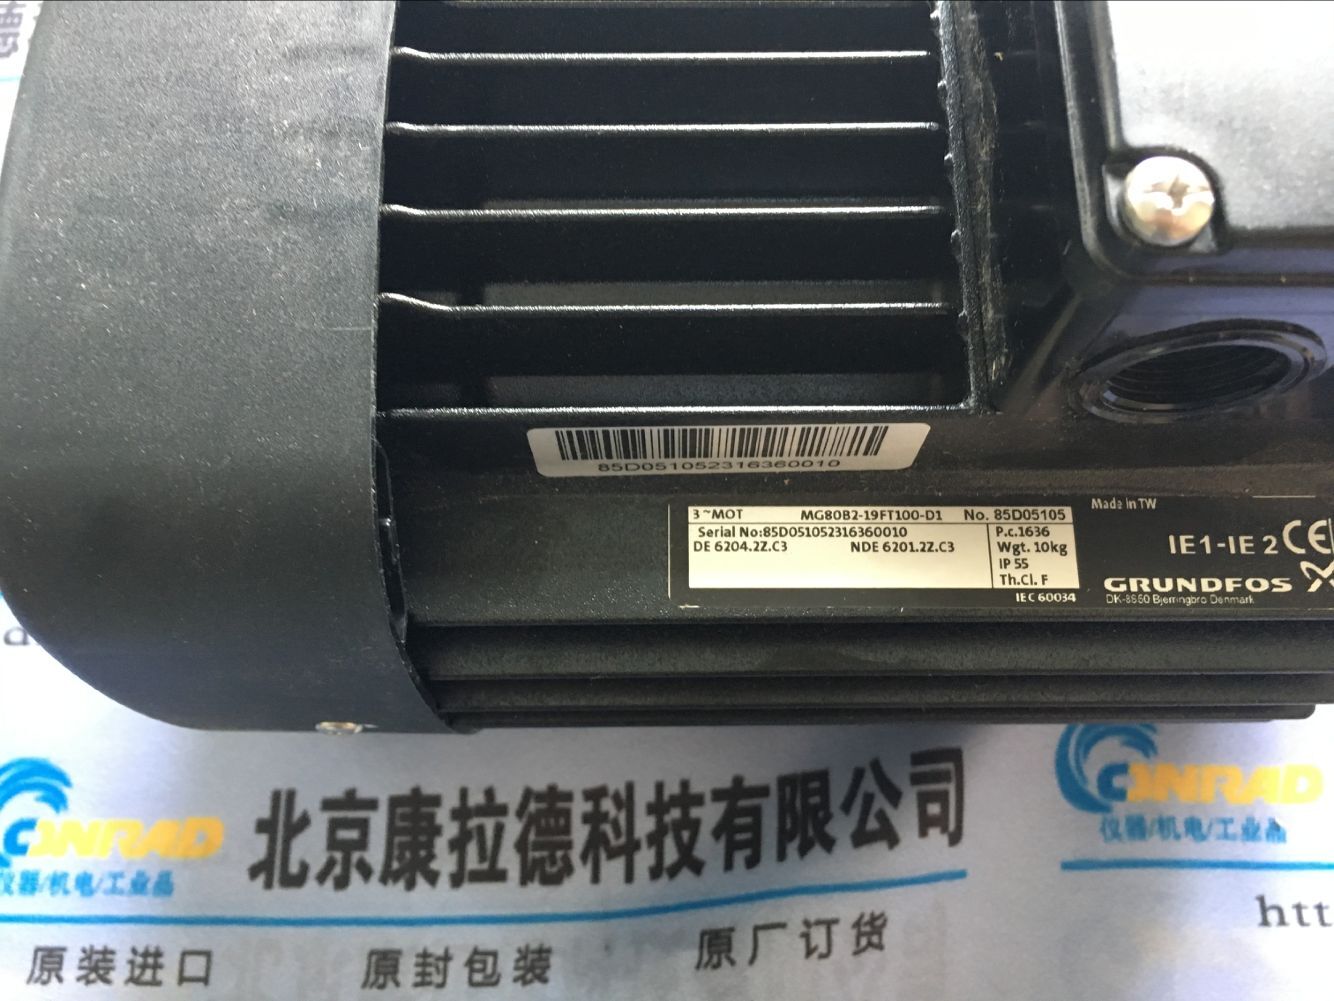 德
85D051052316360010
3~MOT MG80B2-19FT100-D1 No. 85D05105
Serial No:85D051052316360010 P.c.1636
DE 6204.2Z.C3 NDE 6201.2Z.C3 Wgt. 10kg
IP 55
Th.Cl. F
IEC 60034
Made in TW
IE1-IE 2 CE
GRUNDFOS
DK-8850 Bjerringbro Denmark
CONRAD
仪器/机电/工业品
北京康拉德科技有限公司
原装进口 原封包装 原厂订货
CONRAD
仪器/机电/工业品
htt